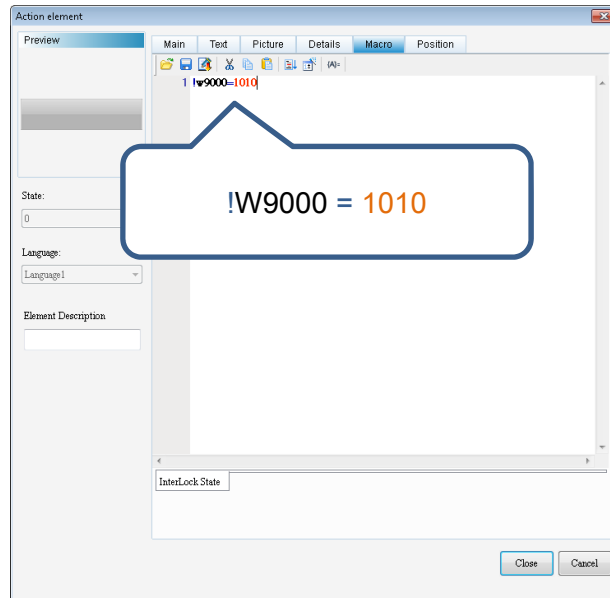 Action element
Preview
Main Text Picture Details Macro Position
(A)=
1 !w9000=1010
!W9000 = 1010
State:
0
Language:
Language1
Element Description
InterLock State
Close Cancel